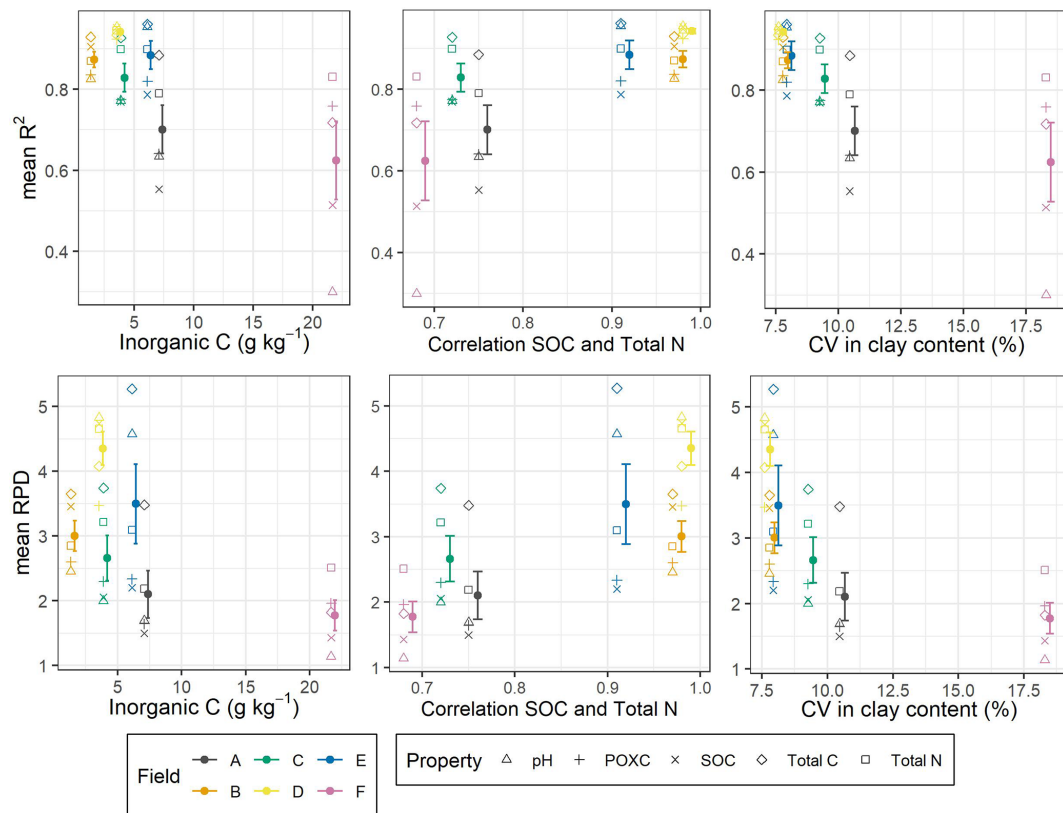 mean R²
0.8
0.6
0.4
5 10 15 20
Inorganic C (g kg⁻¹)
0.8
0.6
0.4
0.7 0.8 0.9 1.0
Correlation SOC and Total N
0.8
0.6
0.4
7.5 10.0 12.5 15.0 17.5
CV in clay content (%)
mean RPD
5
4
3
2
1
5 10 15 20
Inorganic C (g kg⁻¹)
5
4
3
2
1
0.7 0.8 0.9 1.0
Correlation SOC and Total N
5
4
3
2
1
7.5 10.0 12.5 15.0 17.5
CV in clay content (%)
Field
A C E
B D F
Property pH POXC SOC Total C Total N